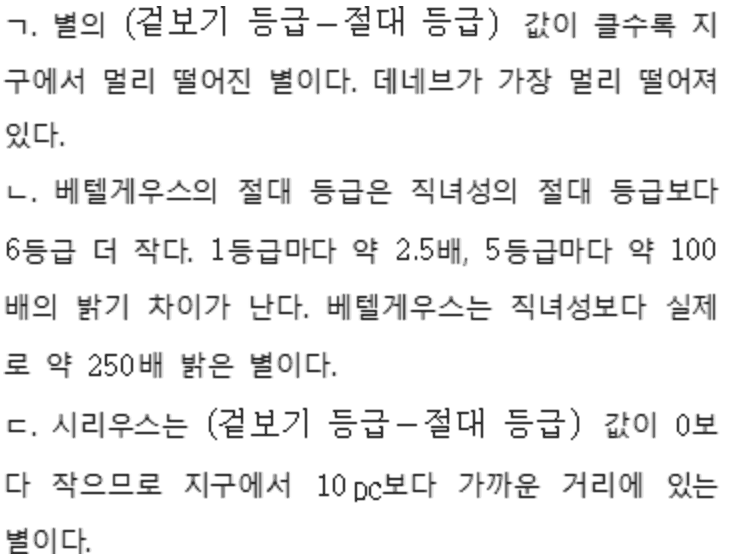 ㄱ. 별의 (겉보기 등급－절대 등급) 값이 클수록 지
구에서 멀리 떨어진 별이다. 데네브가 가장 멀리 떨어져
있다.
ㄴ. 베텔게우스의 절대 등급은 직녀성의 절대 등급보다
6등급 더 작다. 1등급마다 약 2.5배, 5등급마다 약 100
배의 밝기 차이가 난다. 베텔게우스는 직녀성보다 실제
로 약 250배 밝은 별이다.
ㄷ. 시리우스는 (겉보기 등급－절대 등급) 값이 0보
다 작으므로 지구에서 10 pc보다 가까운 거리에 있는
별이다.